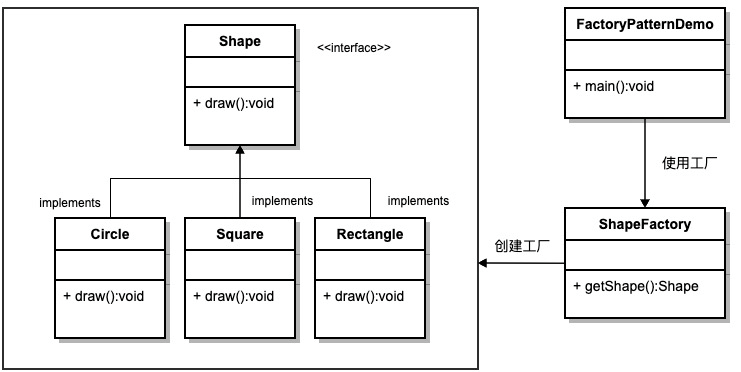 Shape
<<interface>>
+ draw():void
implements
implements
implements
Circle
+ draw():void
Square
+ draw():void
Rectangle
+ draw():void
FactoryPatternDemo
+ main():void
使用工厂
ShapeFactory
+ getShape():Shape
创建工厂